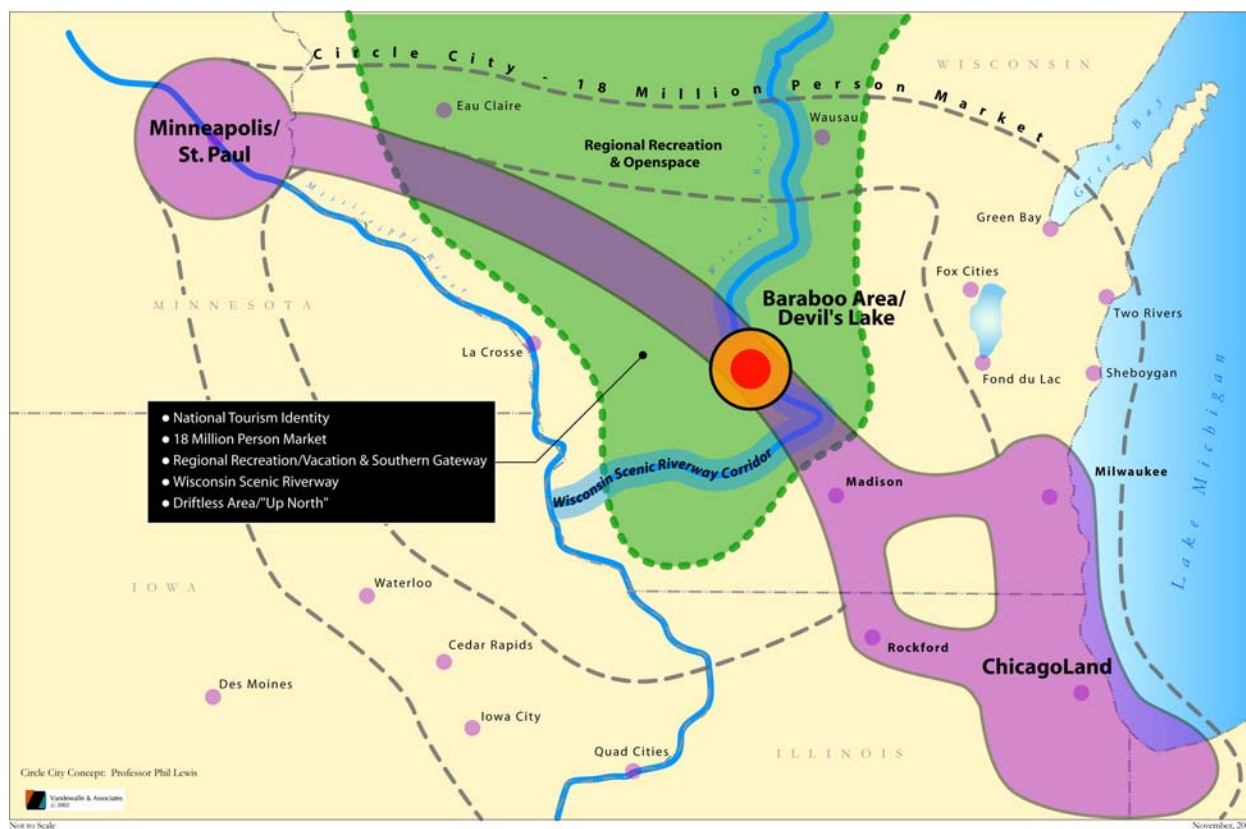 Circle City - 18 Million Person Market
WISCONSIN
Minneapolis/
St. Paul
Eau Claire
Wausau
Regional Recreation
& Openspace
Green Bay
Green Bay
Mississippi River
Wisconsin River
MINNESOTA
Fox Cities
Baraboo Area/
Devil's Lake
Two Rivers
La Crosse
Fond du Lac
Sheboygan
Lake Michigan
• National Tourism Identity
• 18 Million Person Market
• Regional Recreation/Vacation & Southern Gateway
• Wisconsin Scenic Riverway
• Driftless Area/"Up North"
Wisconsin Scenic Riverway Corridor
Madison
Milwaukee
IOWA
Waterloo
Cedar Rapids
Rockford
ChicagoLand
Des Moines
Iowa City
Quad Cities
ILLINOIS
Circle City Concept: Professor Phil Lewis
Vandewalle & Associates
© 2002
Not to Scale
November, 20